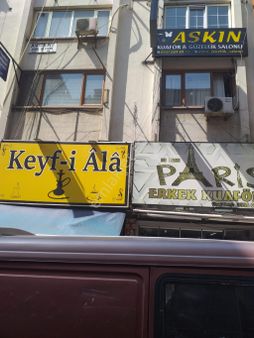 AŞKIN
KUAFÖR & GÜZELLİK SALONU
Keyf-i Âlâ
PARİS
ERKEK KUAFÖ